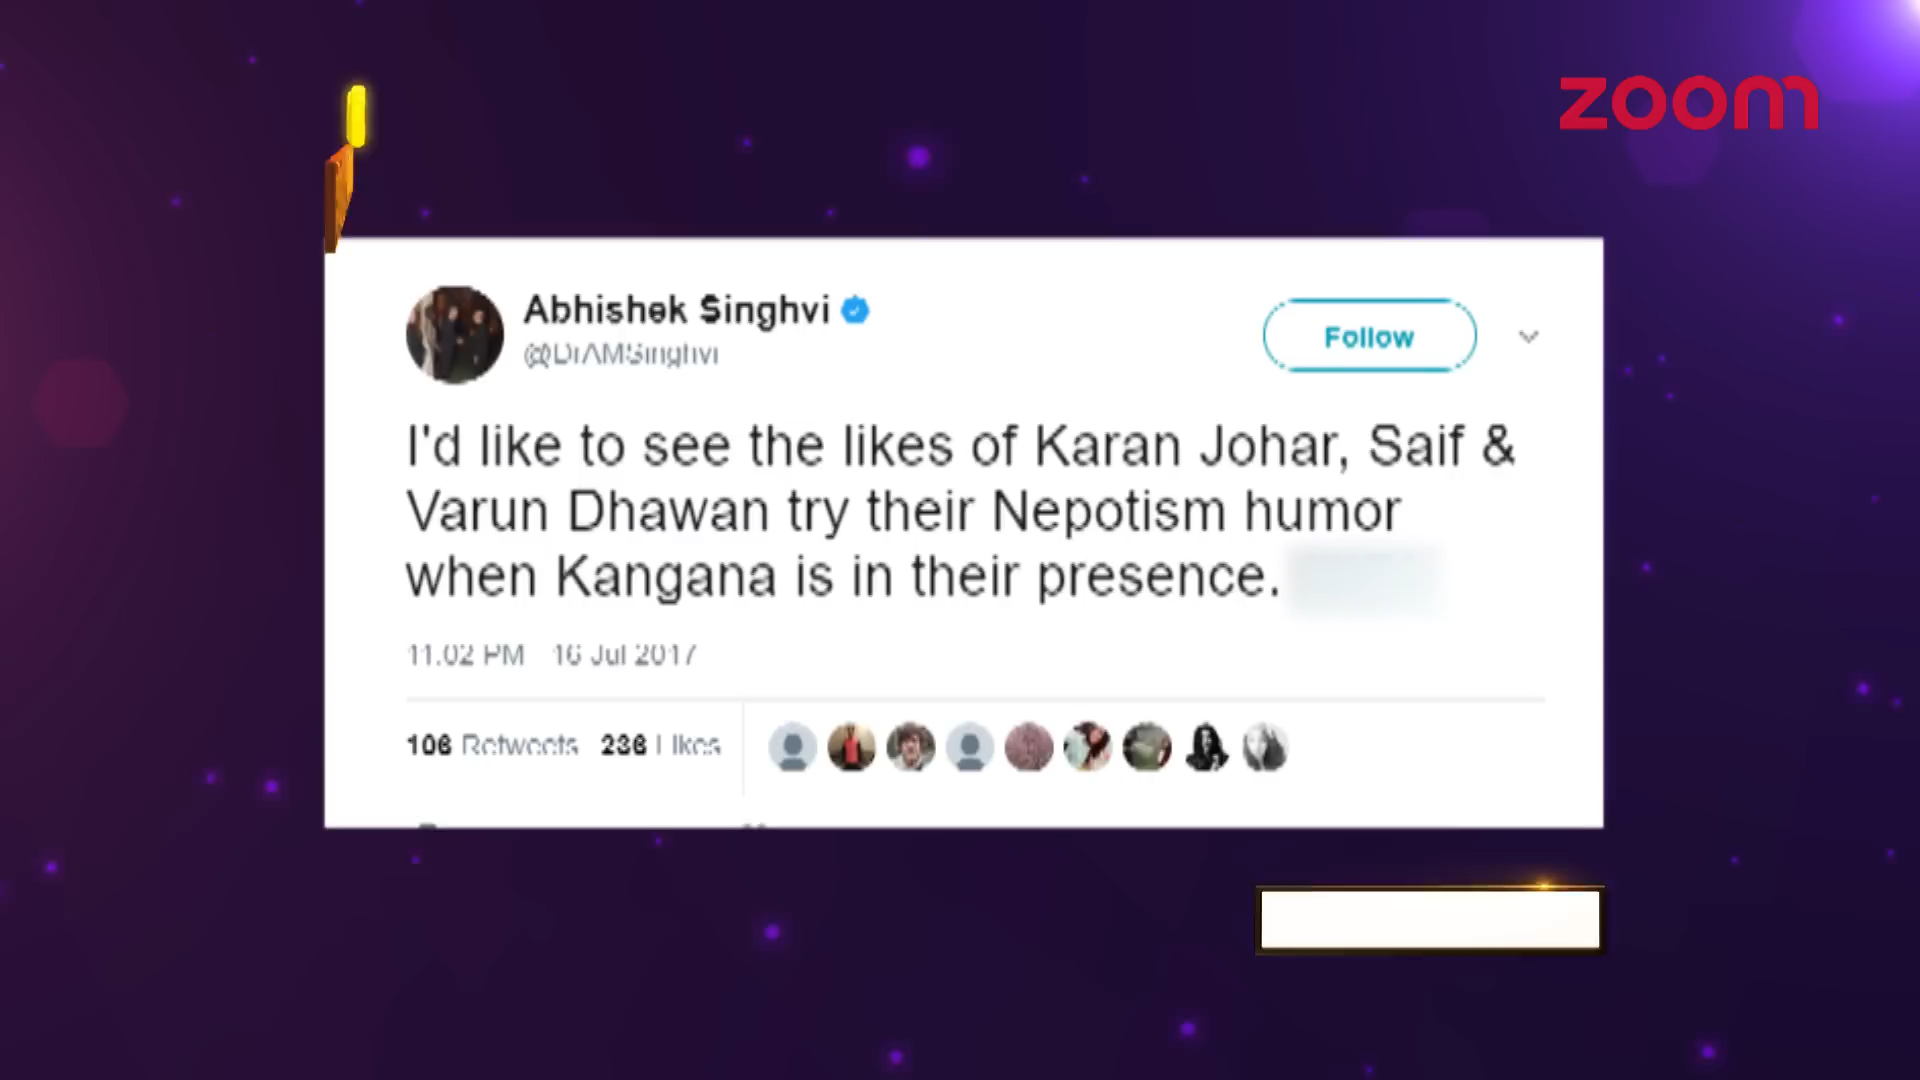 zoom
Abhishek Singhvi
@DrAMSinghvi
Follow
I'd like to see the likes of Karan Johar, Saif &
Varun Dhawan try their Nepotism humor
when Kangana is in their presence.
11.02 PM 16 Jul 2017
106 Retweets 236 Likes